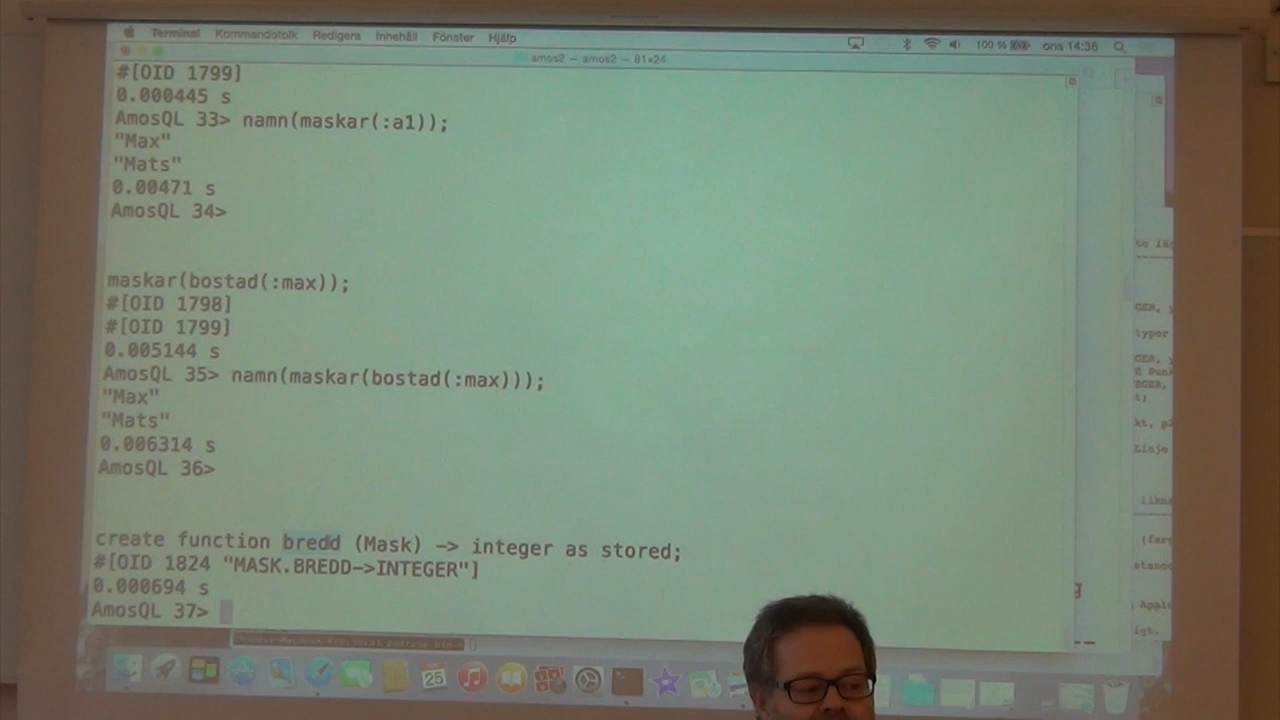 Terminal Kommandotolk Redigera Innehåll Fönster Hjälp 100 % ons 14:36
amos2 — amos2 — 81×24
#[OID 1799]
0.000445 s
AmosQL 33> namn(maskar(:a1));
"Max"
"Mats"
0.00471 s
AmosQL 34>
maskar(bostad(:max));
#[OID 1798]
#[OID 1799]
0.005144 s
AmosQL 35> namn(maskar(bostad(:max)));
"Max"
"Mats"
0.006314 s
AmosQL 36>
create function bredd (Mask) -> integer as stored;
#[OID 1824 "MASK.BREDD->INTEGER"]
0.000694 s
AmosQL 37>
25